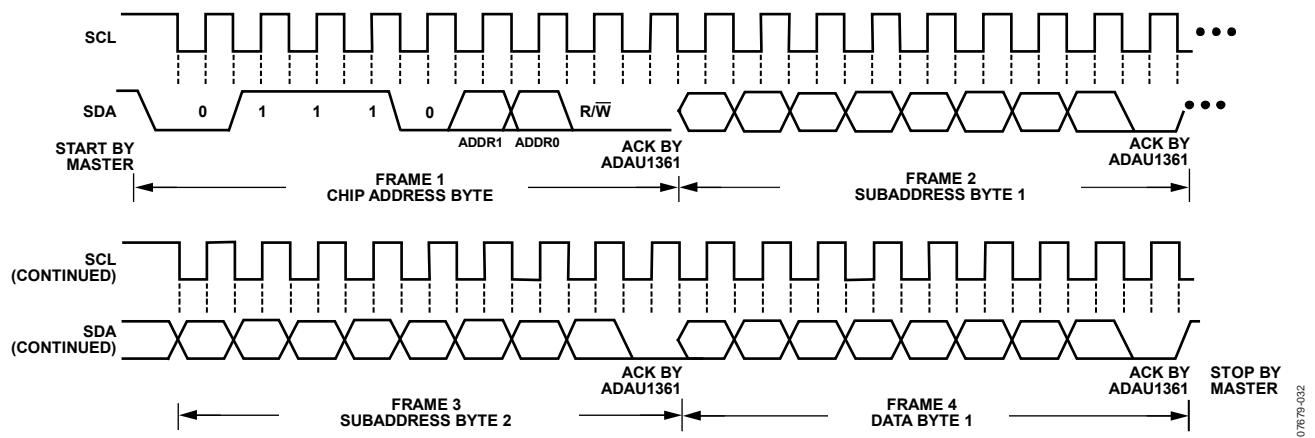 SCL
SDA
0 1 1 1 0 R/W̅
ADDR1 ADDR0
START BY
MASTER
ACK BY
ADAU1361
ACK BY
ADAU1361
FRAME 1
CHIP ADDRESS BYTE
FRAME 2
SUBADDRESS BYTE 1
SCL
(CONTINUED)
SDA
(CONTINUED)
ACK BY
ADAU1361
ACK BY
ADAU1361
STOP BY
MASTER
FRAME 3
SUBADDRESS BYTE 2
FRAME 4
DATA BYTE 1
07679-032